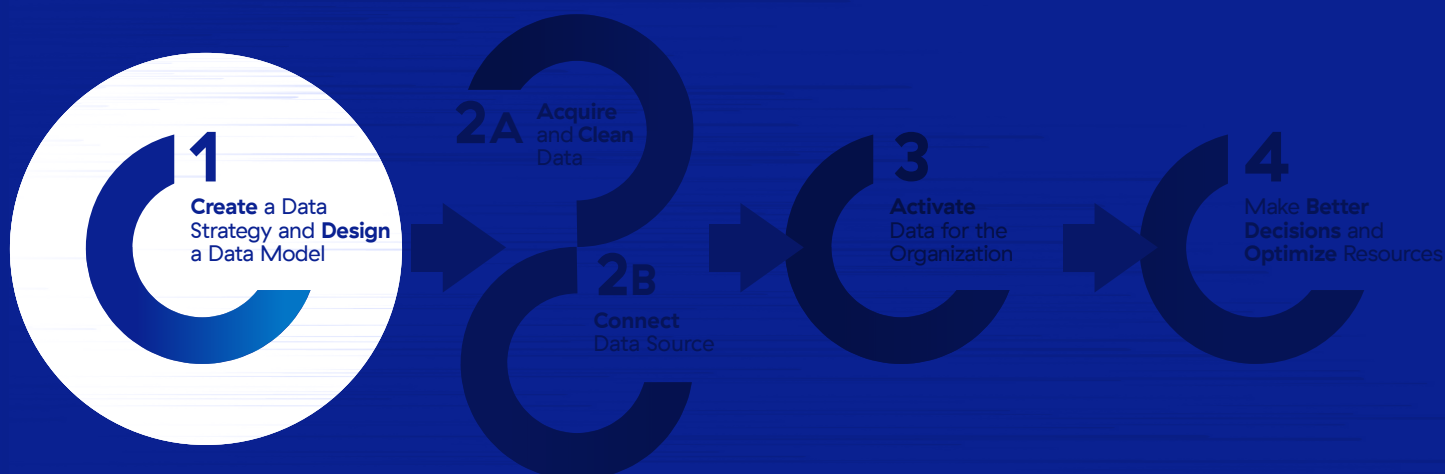 1
Create a Data
Strategy and Design
a Data Model
2A
Acquire
and Clean
Data
2B
Connect
Data Source
3
Activate
Data for the
Organization
4
Make Better
Decisions and
Optimize Resources